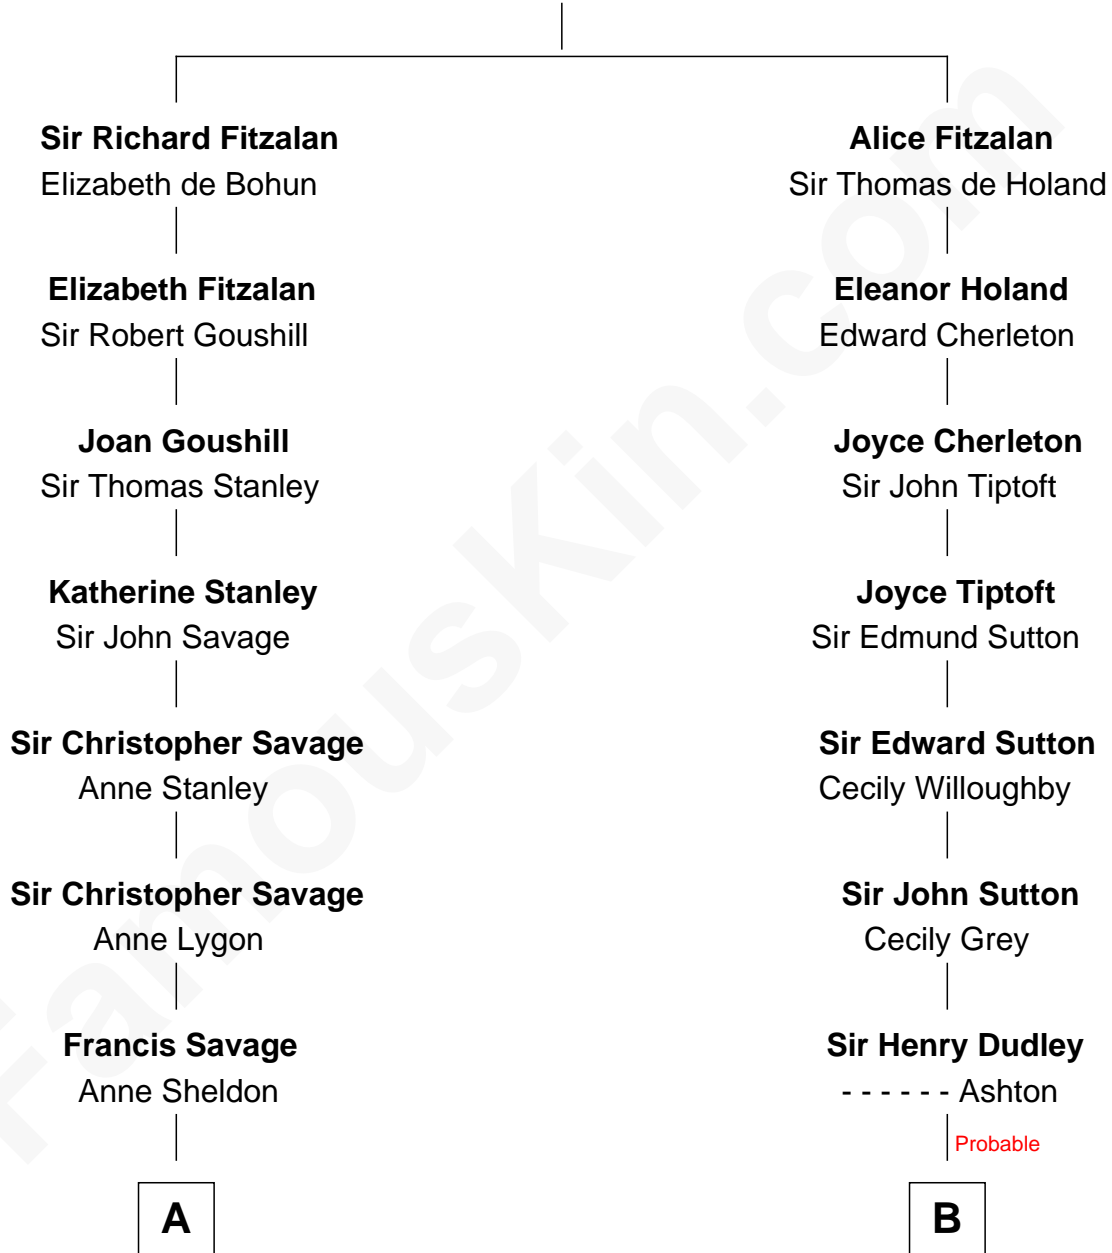 Sir Richard Fitzalan
Elizabeth de Bohun
Elizabeth Fitzalan
Sir Robert Goushill
Joan Goushill
Sir Thomas Stanley
Katherine Stanley
Sir John Savage
Sir Christopher Savage
Anne Stanley
Sir Christopher Savage
Anne Lygon
Francis Savage
Anne Sheldon
A
Alice Fitzalan
Sir Thomas de Holand
Eleanor Holand
Edward Cherleton
Joyce Cherleton
Sir John Tiptoft
Joyce Tiptoft
Sir Edmund Sutton
Sir Edward Sutton
Cecily Willoughby
Sir John Sutton
Cecily Grey
Sir Henry Dudley
- - - - - - Ashton
Probable
B
FamousKin.com